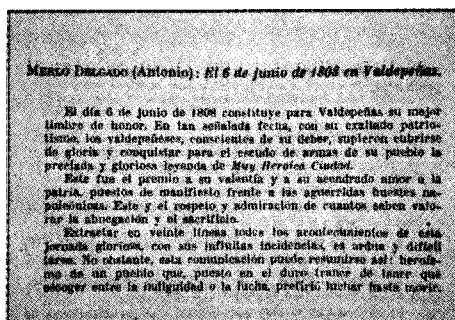 MERLO DELGADO (Antonio): El 6 de junio de 1808 en Valdepeñas.
El día 6 de junio de 1808 constituye para Valdepeñas su mejor
timbre de honor. En tan señalada fecha, con su exaltado patrio-
tismo, los valdepeñeses, conscientes de su deber, supieron cubrirse
de gloria y conquistar para el escudo de armas de su pueblo la
preciada y gloriosa leyenda de Muy Heroica Ciudad.
Este fue el premio a su valentía y a su acendrado amor a la
patria, puestos de manifiesto frente a las aguerridas huestes na-
poleónicas. Este y el respeto y admiración de cuantos saben valo-
rar la abnegación y el sacrificio.
Extractar en veinte líneas todos los acontecimientos de esta
jornada gloriosa, con sus infinitas incidencias, es ardua y difícil
tarea. No obstante, esta comunicación puede resumirse así: heroís-
mo de un pueblo que, puesto en el duro trance de tener que
escoger entre la indignidad o la lucha, prefirió luchar hasta morir.